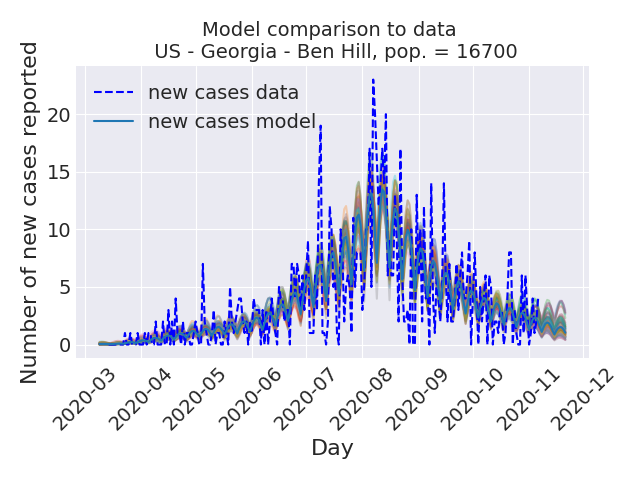 Model comparison to data
US - Georgia - Ben Hill, pop. = 16700
Number of new cases reported
new cases data
new cases model
20
15
10
5
0
2020-03
2020-04
2020-05
2020-06
2020-07
2020-08
2020-09
2020-10
2020-11
2020-12
Day